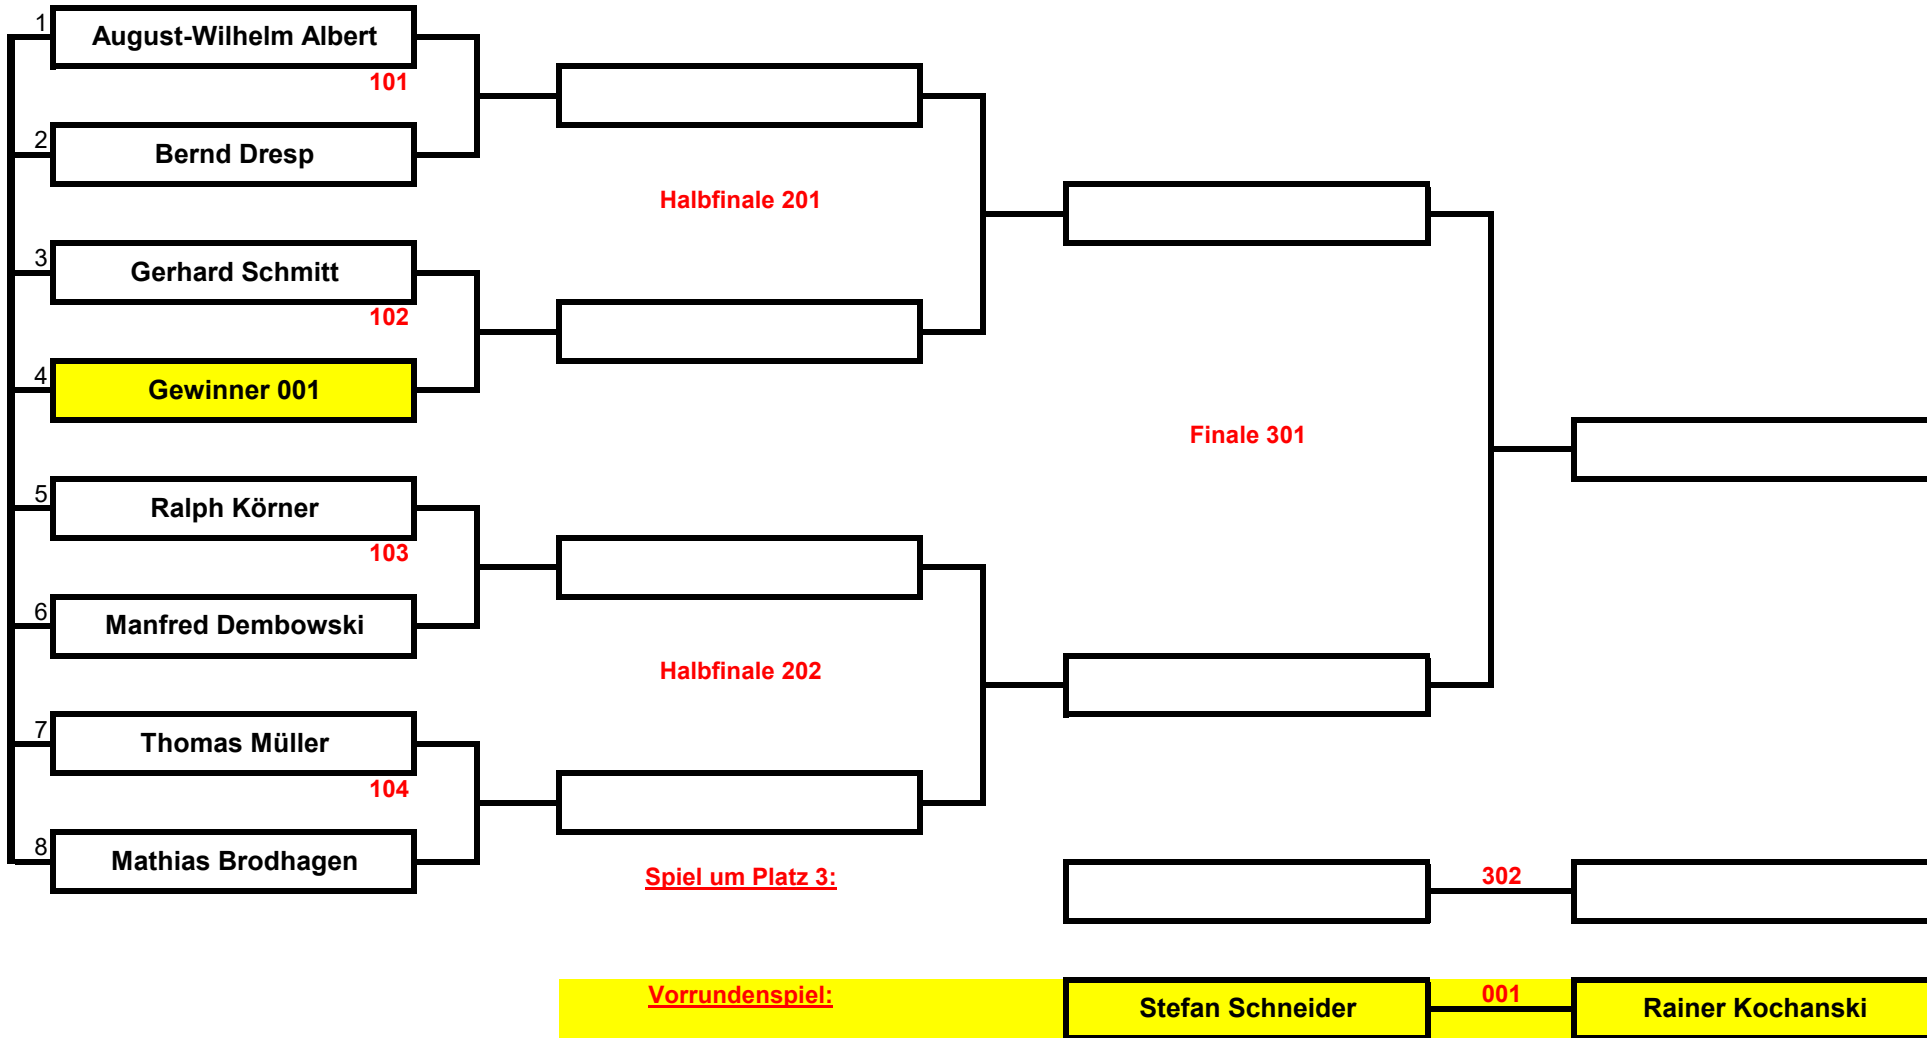 1
August-Wilhelm Albert
101
2
Bernd Dresp
Halbfinale 201
3
Gerhard Schmitt
102
4
Gewinner 001
Finale 301
5
Ralph Körner
103
6
Manfred Dembowski
Halbfinale 202
7
Thomas Müller
104
8
Mathias Brodhagen
Spiel um Platz 3:
302
Vorrundenspiel:
Stefan Schneider
001
Rainer Kochanski